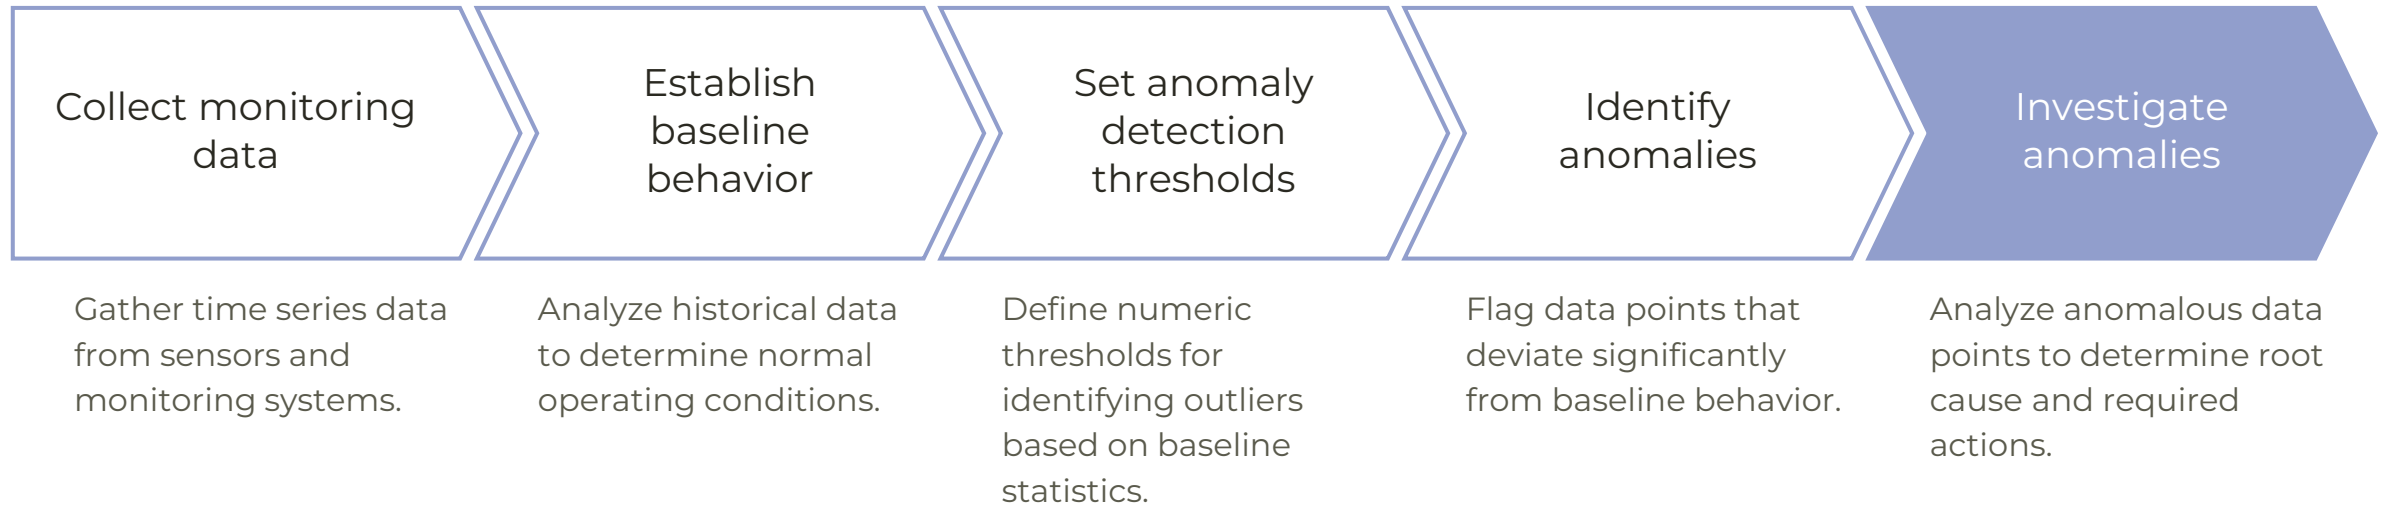 Collect monitoring
data
Establish
baseline
behavior
Set anomaly
detection
thresholds
Identify
anomalies
Investigate
anomalies
Gather time series data
from sensors and
monitoring systems.
Analyze historical data
to determine normal
operating conditions.
Define numeric
thresholds for
identifying outliers
based on baseline
statistics.
Flag data points that
deviate significantly
from baseline behavior.
Analyze anomalous data
points to determine root
cause and required
actions.